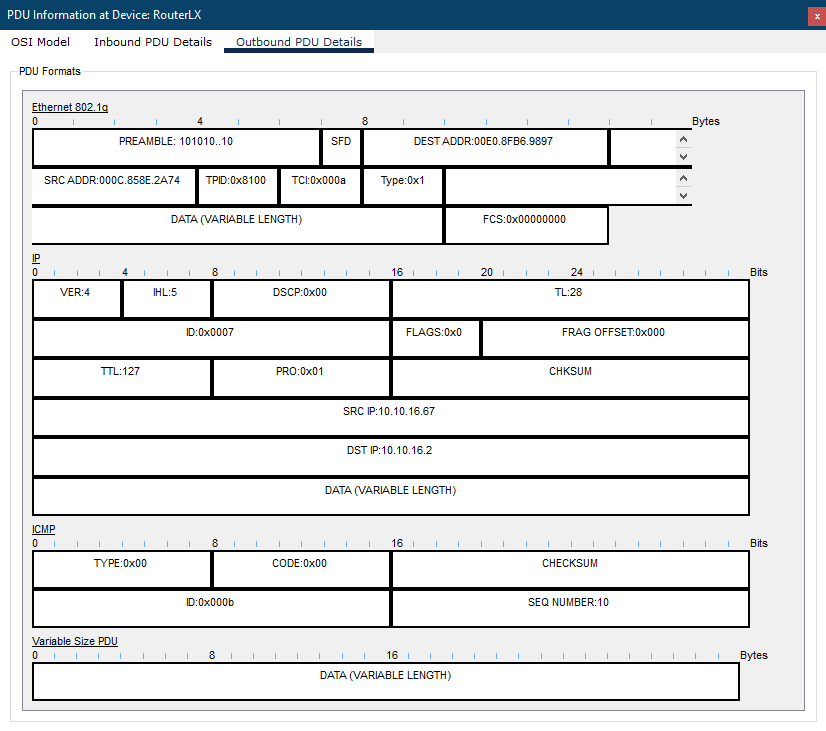 PDU Information at Device: RouterLX
x
OSI Model Inbound PDU Details Outbound PDU Details
PDU Formats
Ethernet 802.1q
0 4 8 Bytes
PREAMBLE: 101010..10 SFD DEST ADDR:00E0.8FB6.9897
SRC ADDR:000C.858E.2A74 TPID:0x8100 TCI:0x000a Type:0x1
DATA (VARIABLE LENGTH) FCS:0x00000000
IP
0 4 8 16 20 24 Bits
VER:4 IHL:5 DSCP:0x00 TL:28
ID:0x0007 FLAGS:0x0 FRAG OFFSET:0x000
TTL:127 PRO:0x01 CHKSUM
SRC IP:10.10.16.67
DST IP:10.10.16.2
DATA (VARIABLE LENGTH)
ICMP
0 8 16 Bits
TYPE:0x00 CODE:0x00 CHECKSUM
ID:0x000b SEQ NUMBER:10
Variable Size PDU
0 8 16 Bytes
DATA (VARIABLE LENGTH)